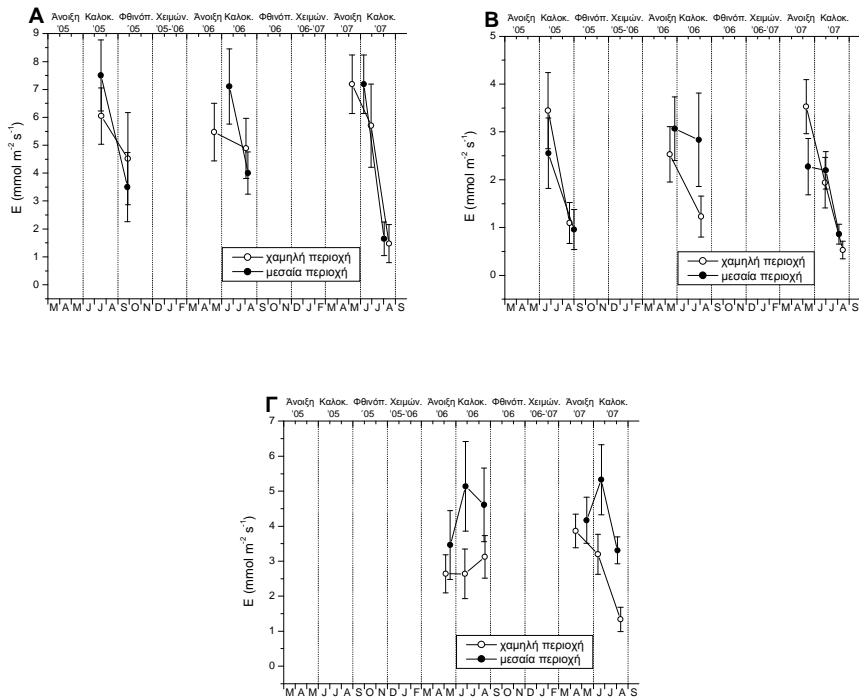 Α
Άνοιξη Καλοκ. Φθινόπ. Χειμών. Άνοιξη Καλοκ. Φθινόπ. Χειμών. Άνοιξη Καλοκ.
'05 '05 '05 '05-'06 '06 '06 '06 '06-'07 '07 '07
9
8
7
6
5
4
3
2
1
0
E (mmol m-2 s-1)
χαμηλή περιοχή
μεσαία περιοχή
M A M J J A S O N D J F M A M J J A S O N D J F M A M J J A S
Β
Άνοιξη Καλοκ. Φθινόπ. Χειμών. Άνοιξη Καλοκ. Φθινόπ. Χειμών. Άνοιξη Καλοκ.
'05 '05 '05 '05-'06 '06 '06 '06 '06-'07 '07 '07
5
4
3
2
1
0
E (mmol m-2 s-1)
χαμηλή περιοχή
μεσαία περιοχή
M A M J J A S O N D J F M A M J J A S O N D J F M A M J J A S
Γ
Άνοιξη Καλοκ. Φθινόπ. Χειμών. Άνοιξη Καλοκ. Φθινόπ. Χειμών. Άνοιξη Καλοκ.
'05 '05 '05 '05-'06 '06 '06 '06 '06-'07 '07 '07
7
6
5
4
3
2
1
0
E (mmol m-2 s-1)
χαμηλή περιοχή
μεσαία περιοχή
M A M J J A S O N D J F M A M J J A S O N D J F M A M J J A S